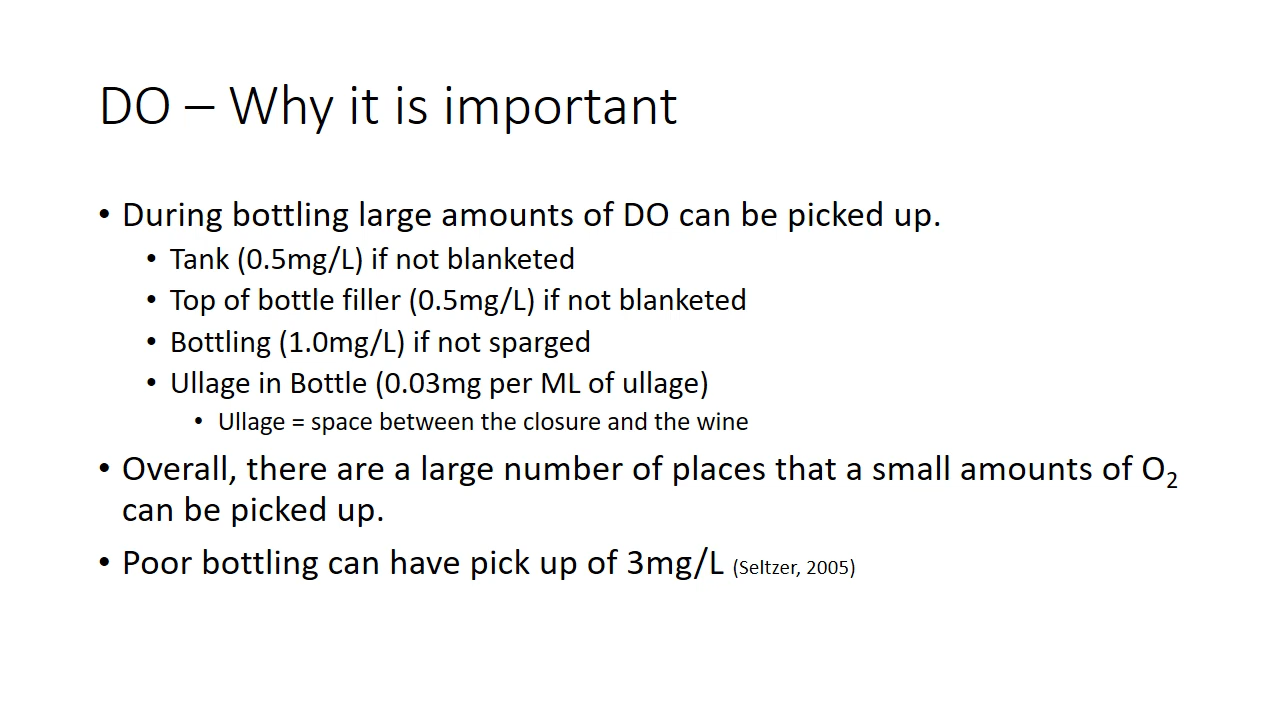 DO – Why it is important
• During bottling large amounts of DO can be picked up.
• Tank (0.5mg/L) if not blanketed
• Top of bottle filler (0.5mg/L) if not blanketed
• Bottling (1.0mg/L) if not sparged
• Ullage in Bottle (0.03mg per ML of ullage)
• Ullage = space between the closure and the wine
• Overall, there are a large number of places that a small amounts of O₂
can be picked up.
• Poor bottling can have pick up of 3mg/L (Seltzer, 2005)